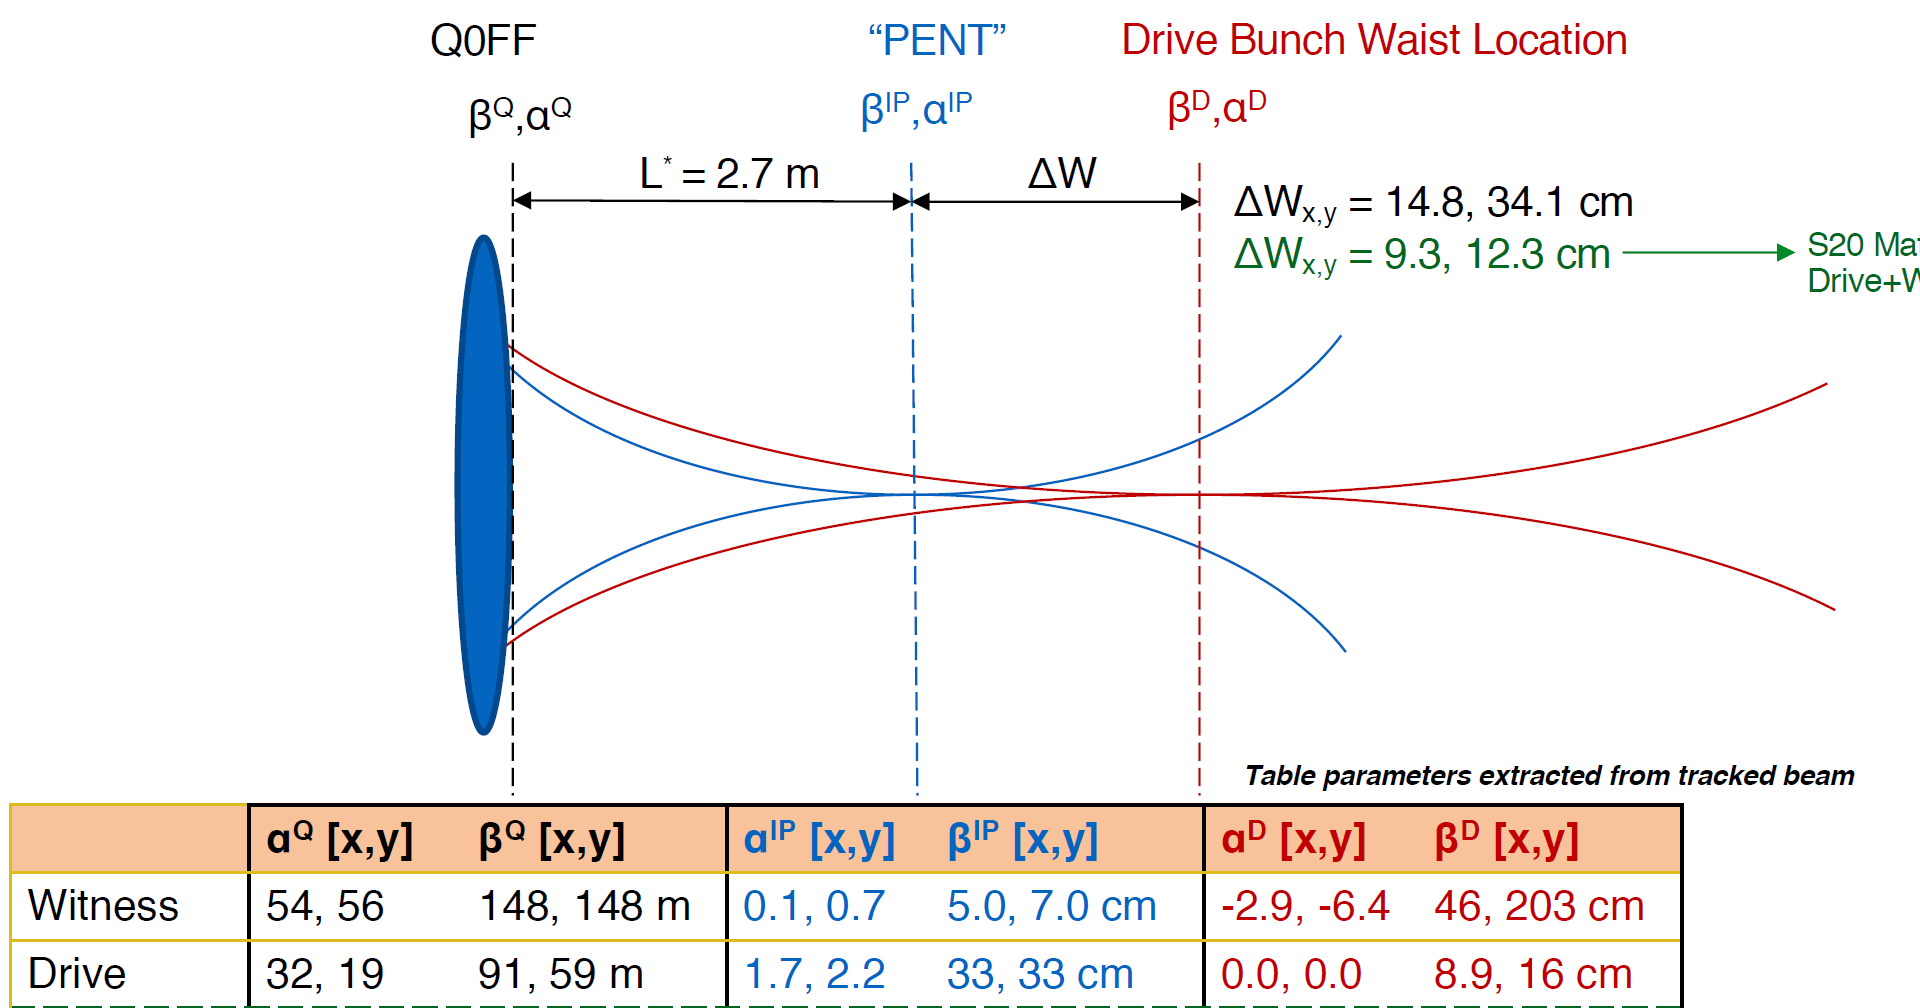 Q0FF
“PENT”
Drive Bunch Waist Location
βQ,αQ
βIP,αIP
βD,αD
L* = 2.7 m
ΔW
ΔWx,y = 14.8, 34.1 cm
ΔWx,y = 9.3, 12.3 cm
S20 Mat
Drive+W
Table parameters extracted from tracked beam
αQ [x,y] βQ [x,y] αIP [x,y] βIP [x,y] αD [x,y] βD [x,y]
Witness 54, 56 148, 148 m 0.1, 0.7 5.0, 7.0 cm -2.9, -6.4 46, 203 cm
Drive 32, 19 91, 59 m 1.7, 2.2 33, 33 cm 0.0, 0.0 8.9, 16 cm